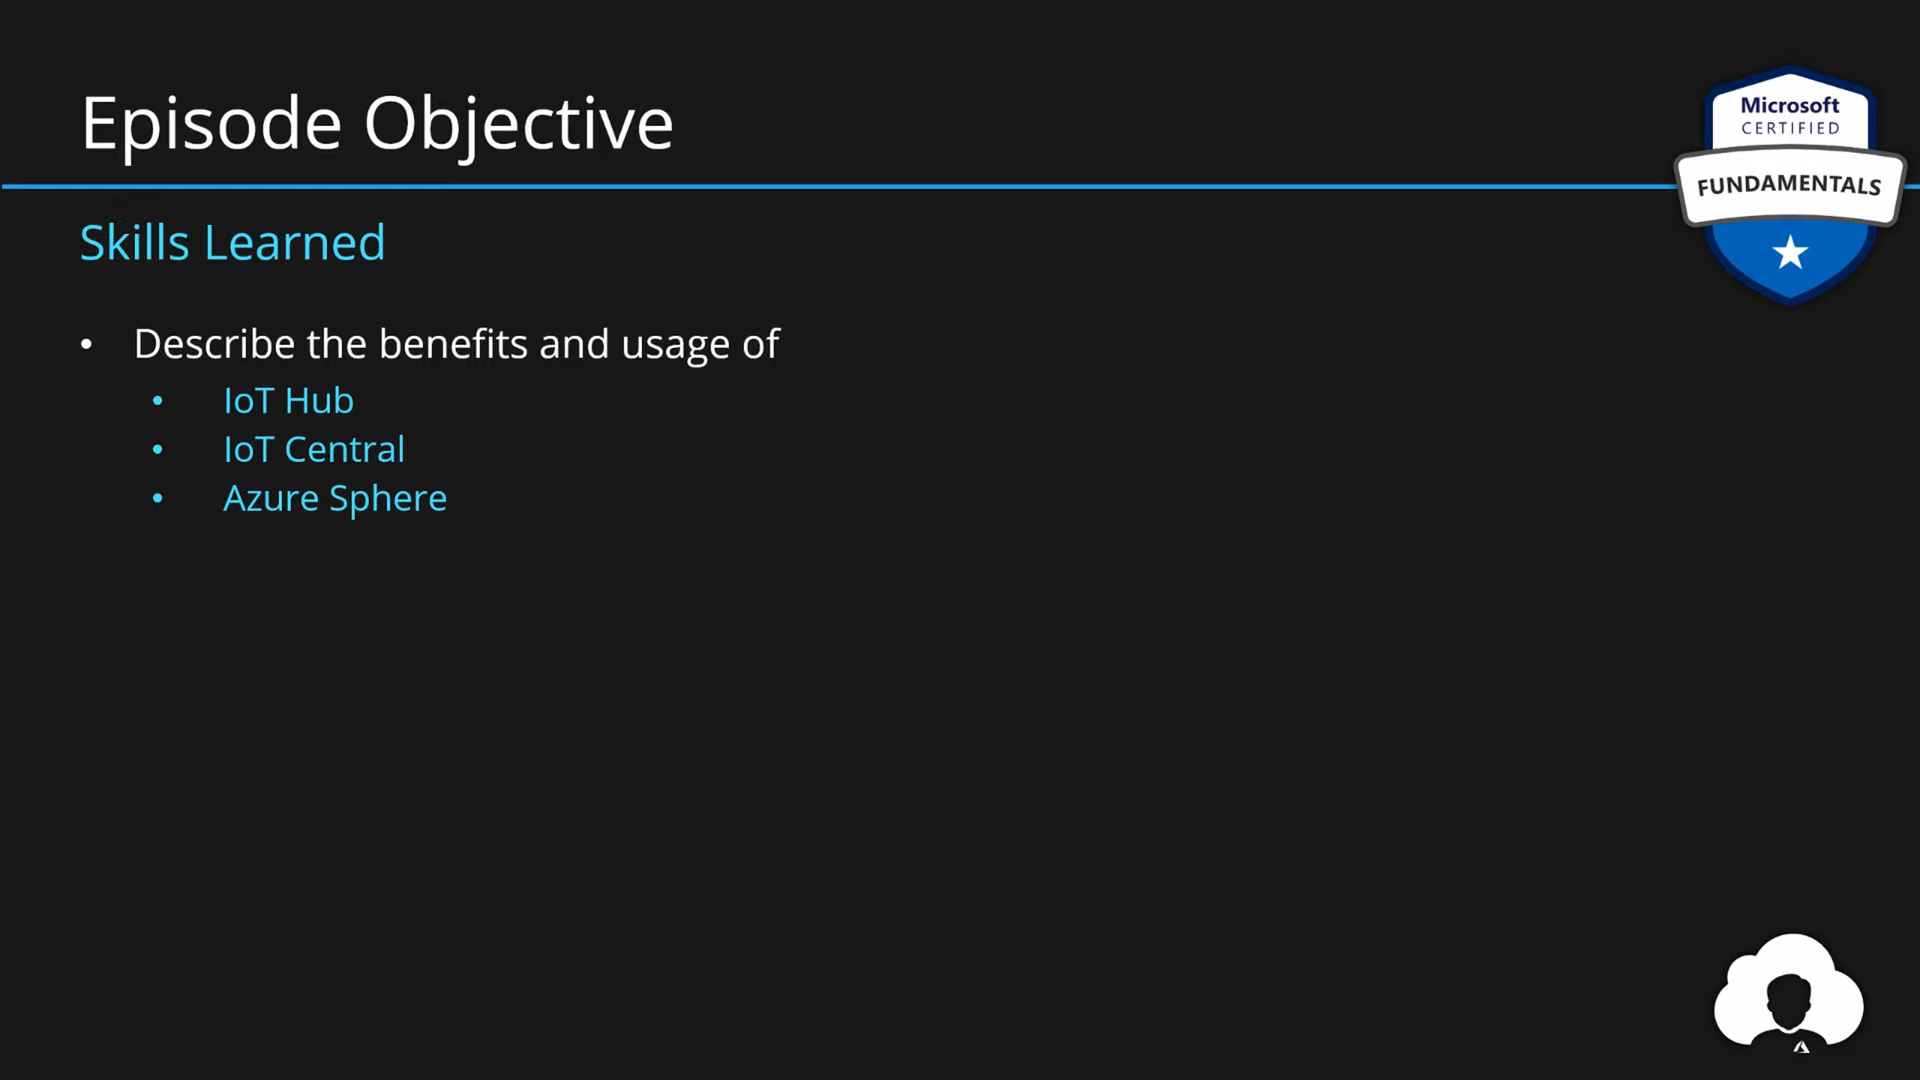 Episode Objective
Microsoft
CERTIFIED
FUNDAMENTALS
Skills Learned
• Describe the benefits and usage of
• IoT Hub
• IoT Central
• Azure Sphere